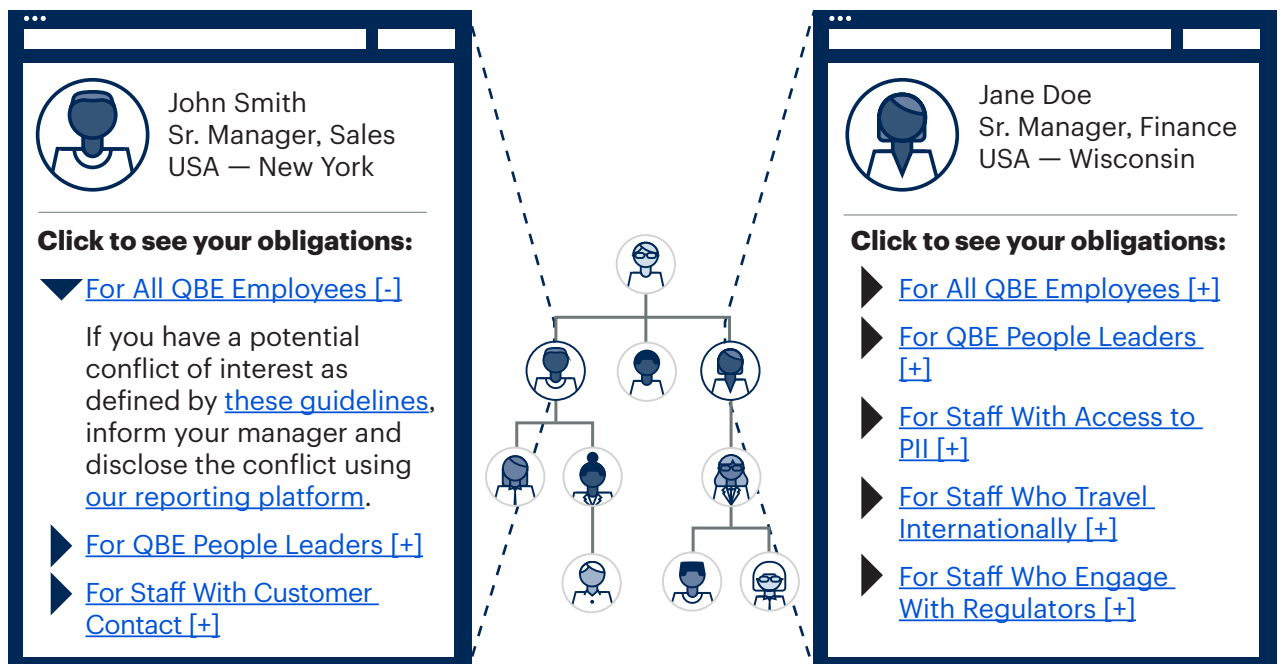 John Smith
Sr. Manager, Sales
USA — New York
Click to see your obligations:
For All QBE Employees [-]
If you have a potential
conflict of interest as
defined by these guidelines,
inform your manager and
disclose the conflict using
our reporting platform.
For QBE People Leaders [+]
For Staff With Customer
Contact [+]
Jane Doe
Sr. Manager, Finance
USA — Wisconsin
Click to see your obligations:
For All QBE Employees [+]
For QBE People Leaders
[+]
For Staff With Access to
PII [+]
For Staff Who Travel
Internationally [+]
For Staff Who Engage
With Regulators [+]